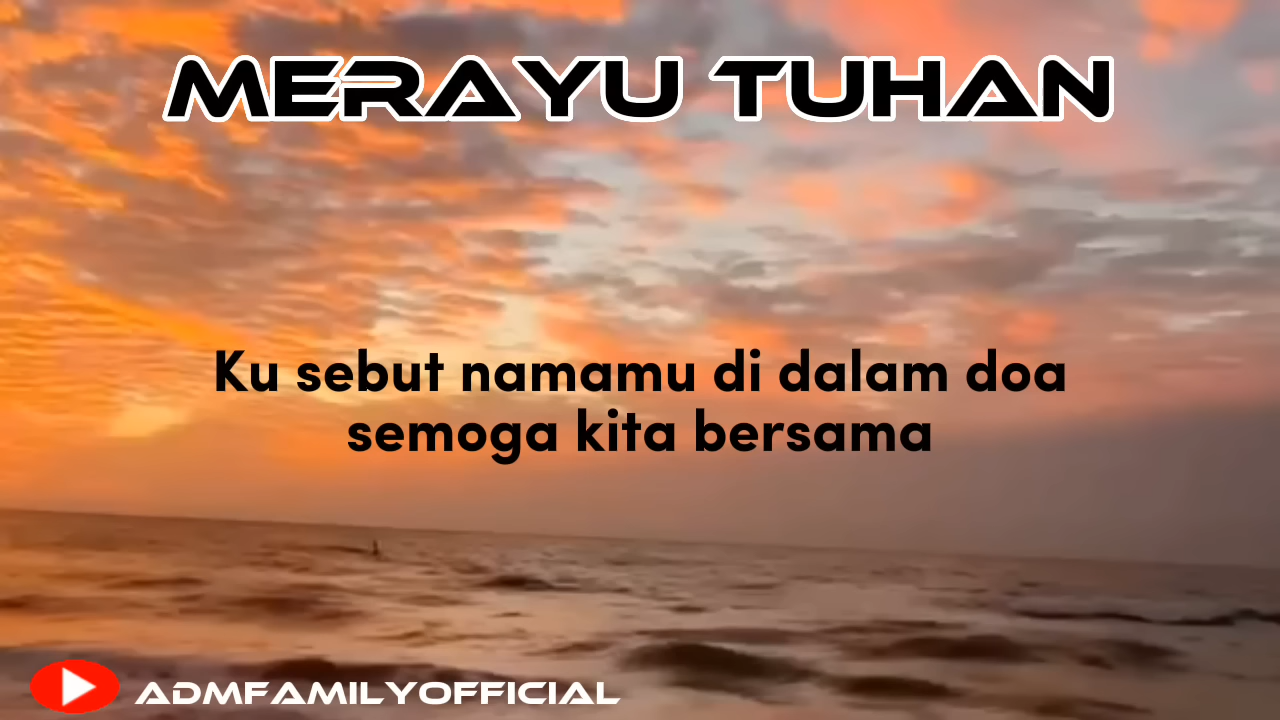 MERAYU TUHAN
Ku sebut namamu di dalam doa
semoga kita bersama
ADMFAMILYOFFICIAL